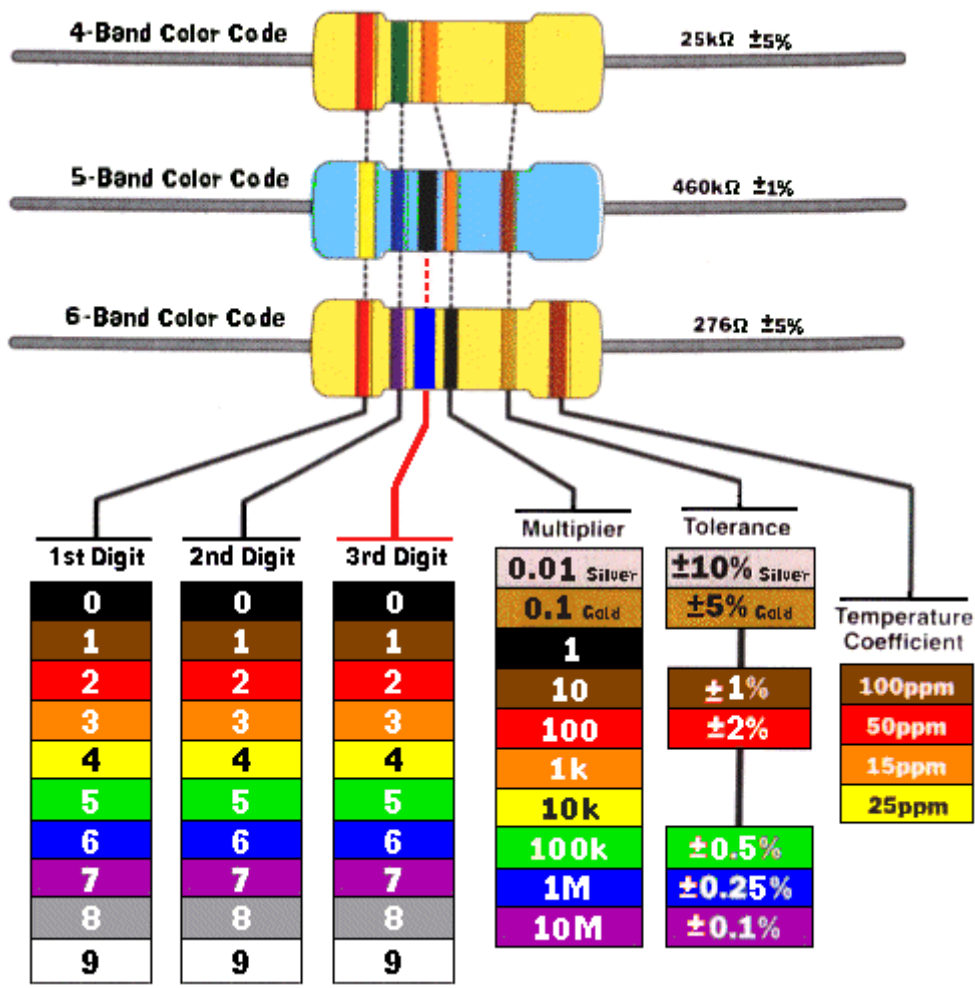 4-Band Color Code
25kΩ ±5%
5-Band Color Code
460kΩ ±1%
6-Band Color Code
276Ω ±5%
1st Digit
0
1
2
3
4
5
6
7
8
9
2nd Digit
0
1
2
3
4
5
6
7
8
9
3rd Digit
0
1
2
3
4
5
6
7
8
9
Multiplier
0.01 Silver
0.1 Gold
1
10
100
1k
10k
100k
1M
10M
Tolerance
±10% Silver
±5% Gold
±1%
±2%
±0.5%
±0.25%
±0.1%
Temperature
Coefficient
100ppm
50ppm
15ppm
25ppm